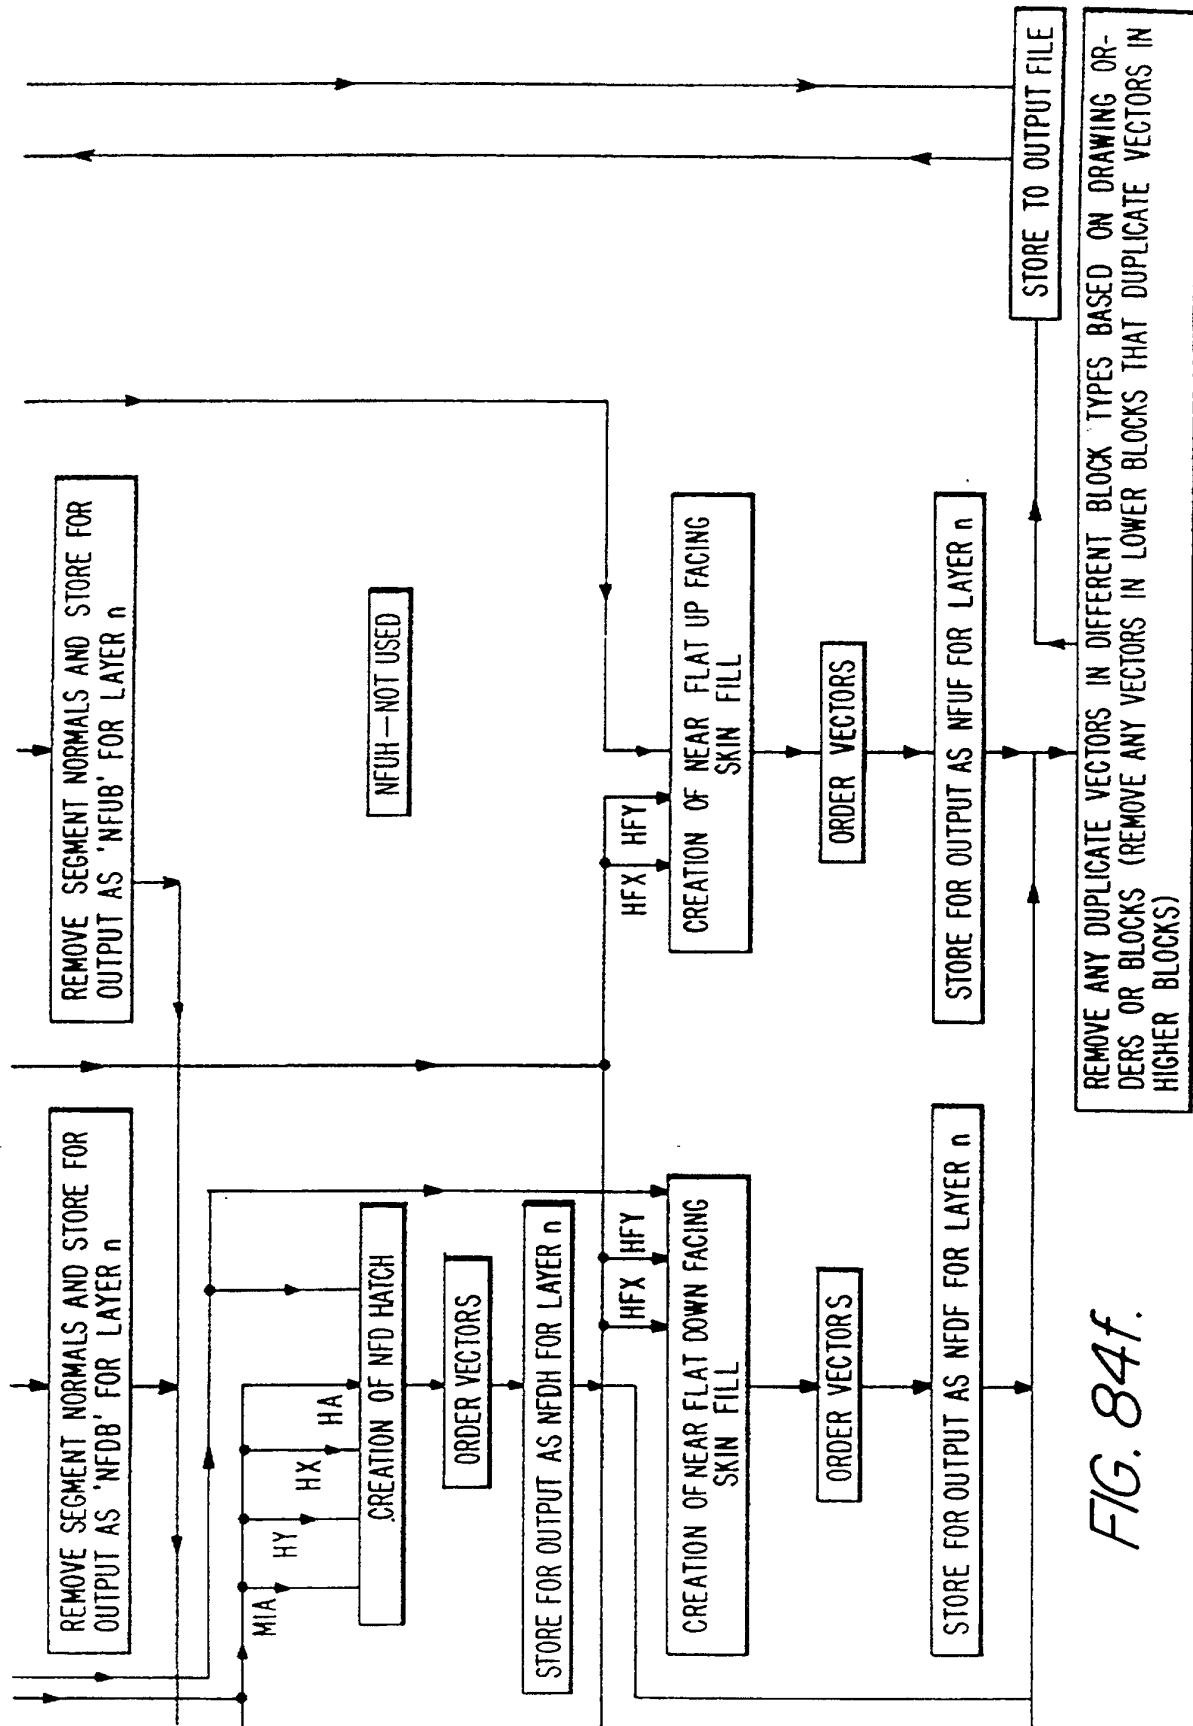 REMOVE SEGMENT NORMALS AND STORE FOR
OUTPUT AS 'NFDB' FOR LAYER n
REMOVE SEGMENT NORMALS AND STORE FOR
OUTPUT AS 'NFUB' FOR LAYER n
MIA
HY
HX
HA
CREATION OF NFD HATCH
NFUH—NOT USED
ORDER VECTORS
STORE FOR OUTPUT AS NFDH FOR LAYER n
HFX
HFY
HFX
HFY
CREATION OF NEAR FLAT DOWN FACING
SKIN FILL
CREATION OF NEAR FLAT UP FACING
SKIN FILL
ORDER VECTORS
ORDER VECTORS
STORE FOR OUTPUT AS NFDF FOR LAYER n
STORE FOR OUTPUT AS NFUF FOR LAYER n
STORE TO OUTPUT FILE
REMOVE ANY DUPLICATE VECTORS IN DIFFERENT BLOCK TYPES BASED ON DRAWING OR-
DERS OR BLOCKS (REMOVE ANY VECTORS IN LOWER BLOCKS THAT DUPLICATE VECTORS IN
HIGHER BLOCKS)
FIG. 84f.